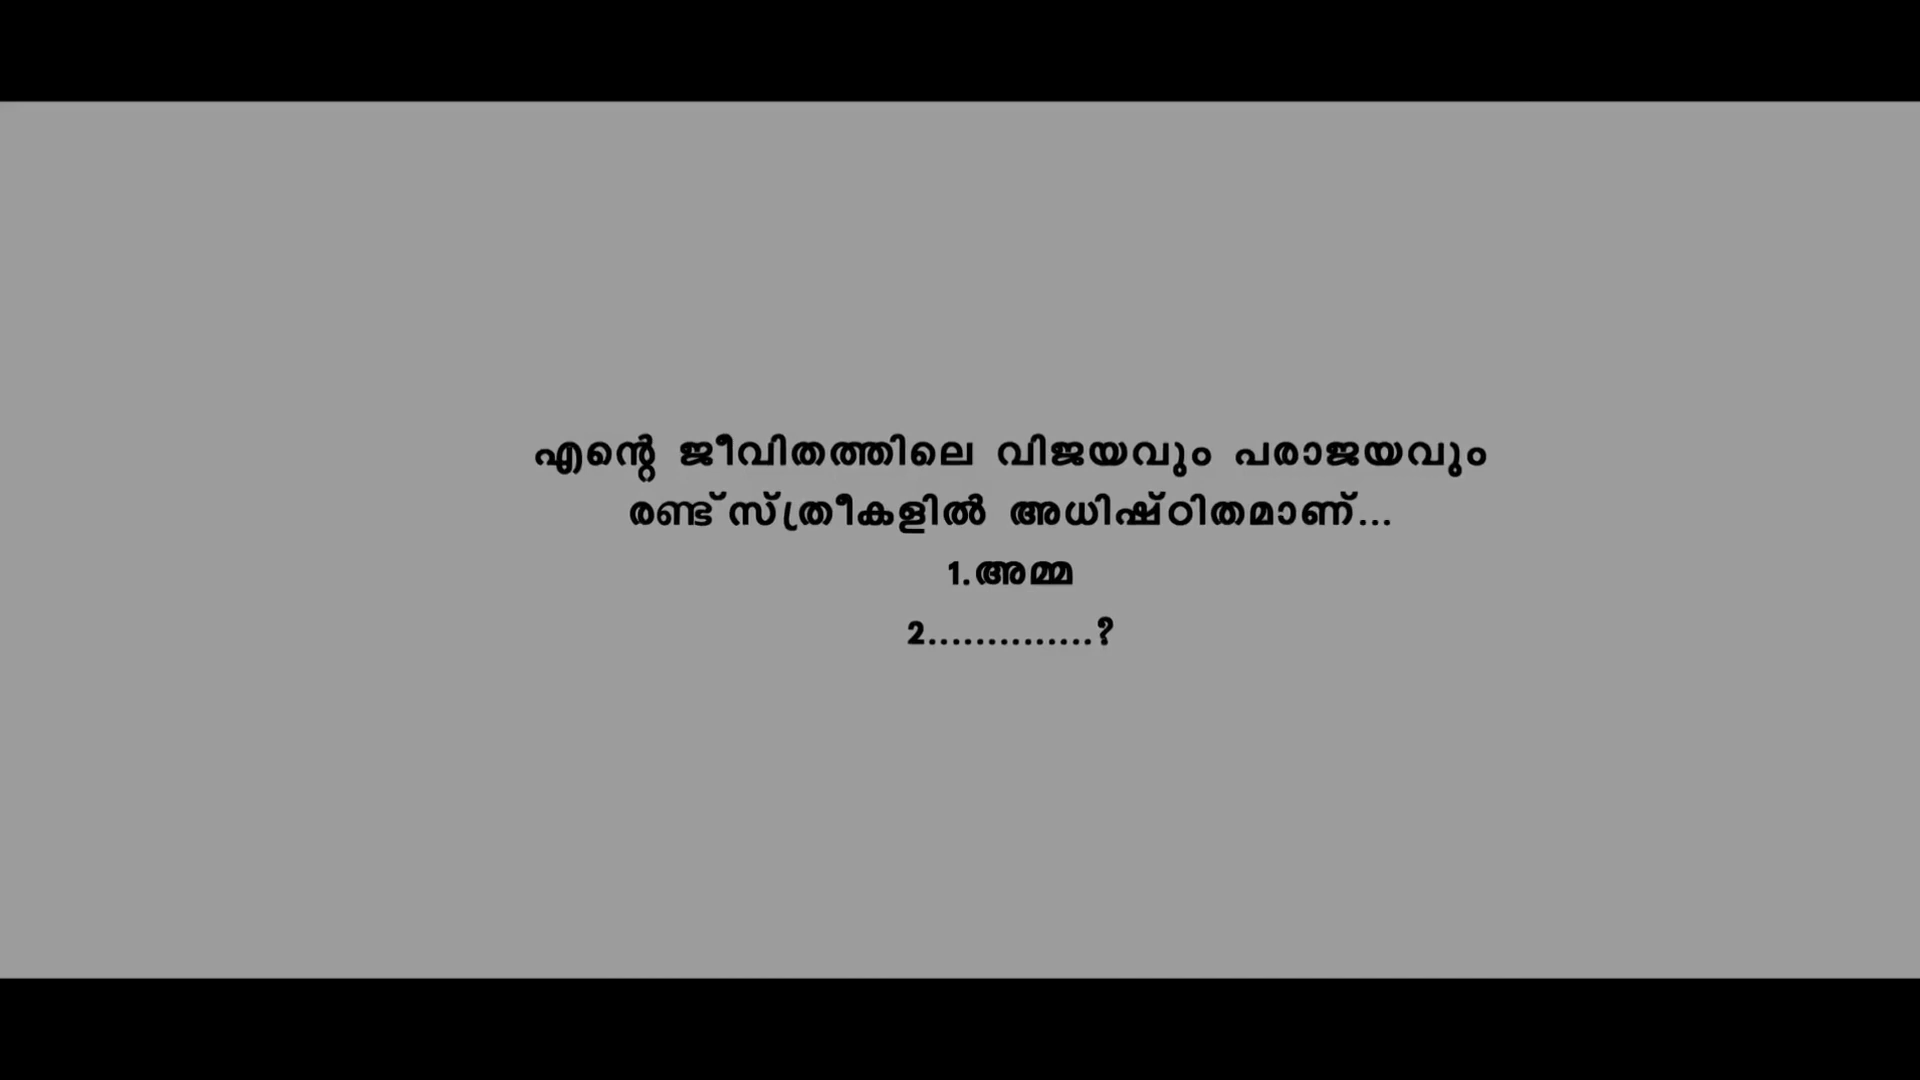 എന്റെ ജീവിതത്തിലെ വിജയവും പരാജയവും
രണ്ട് സ്ത്രീകളിൽ അധിഷ്ഠിതമാണ്...
1.അമ്മ
2..............?